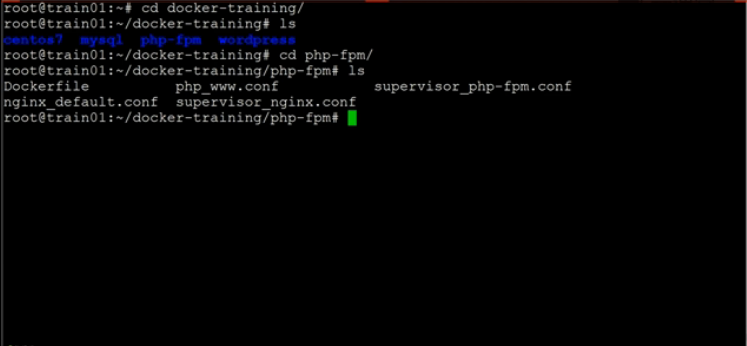 root@train01:~# cd docker-training/
root@train01:~/docker-training# ls
centos7  mysql  php-fpm  wordpress
root@train01:~/docker-training# cd php-fpm/
root@train01:~/docker-training/php-fpm# ls
Dockerfile          php_www.conf            supervisor_php-fpm.conf
nginx_default.conf  supervisor_nginx.conf
root@train01:~/docker-training/php-fpm#